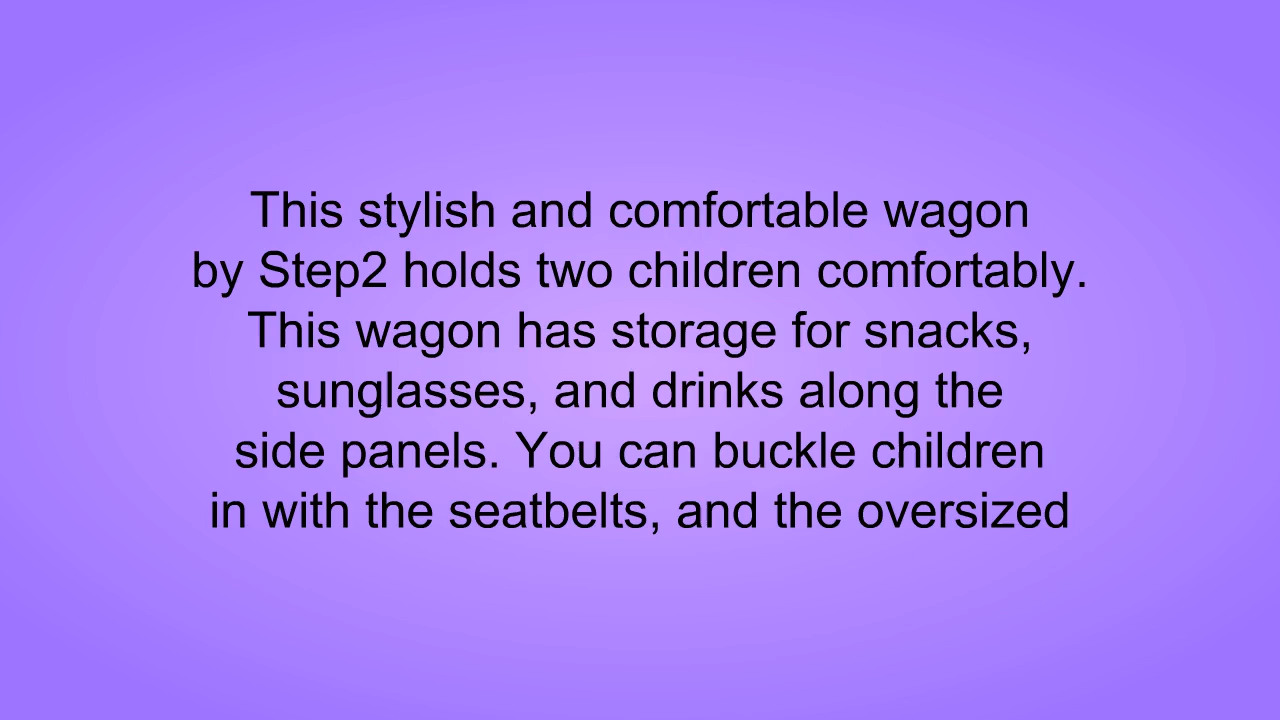 This stylish and comfortable wagon
by Step2 holds two children comfortably.
This wagon has storage for snacks,
sunglasses, and drinks along the
side panels. You can buckle children
in with the seatbelts, and the oversized